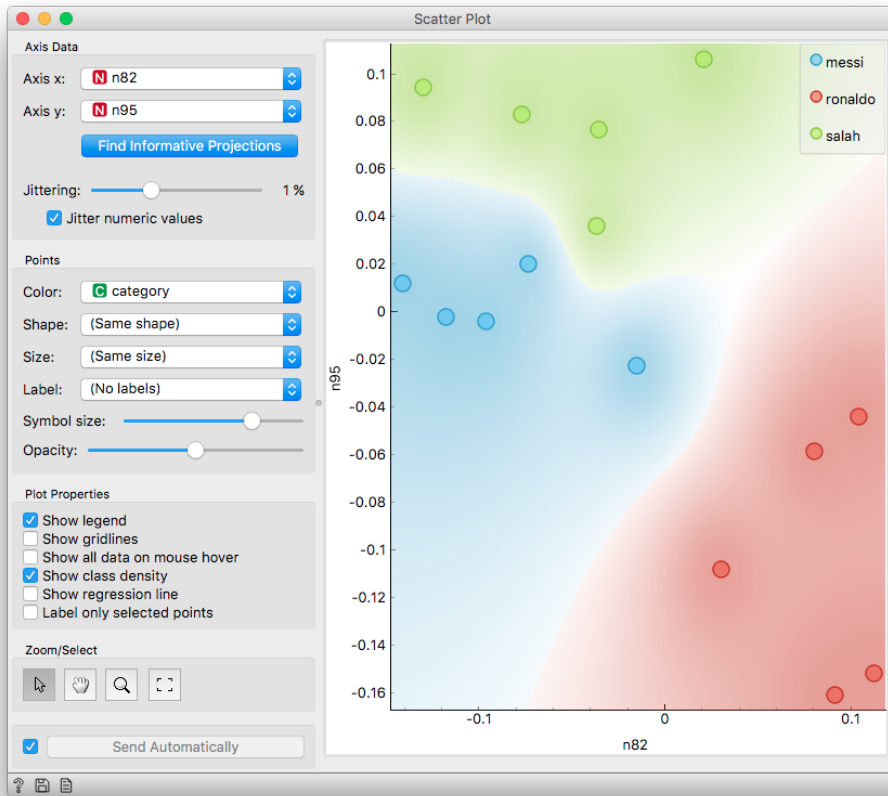 Scatter Plot
Axis Data
Axis x: N n82
Axis y: N n95
Find Informative Projections
Jittering: 1 %
Jitter numeric values
Points
Color: C category
Shape: (Same shape)
Size: (Same size)
Label: (No labels)
Symbol size:
Opacity:
Plot Properties
Show legend
Show gridlines
Show all data on mouse hover
Show class density
Show regression line
Label only selected points
Zoom/Select
Send Automatically
?
n95
0.1
0.08
0.06
0.04
0.02
0
-0.02
-0.04
-0.06
-0.08
-0.1
-0.12
-0.14
-0.16
-0.1 0 0.1
n82
messi
ronaldo
salah